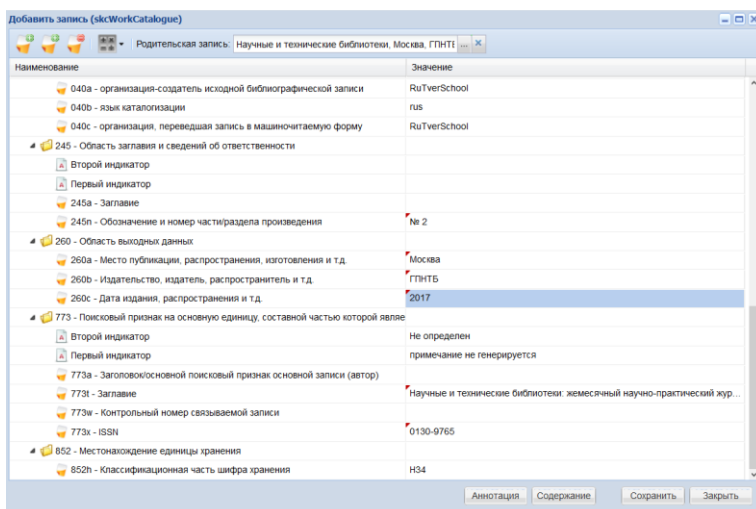 Добавить запись (skcWorkCatalogue)
Родительская запись: Научные и технические библиотеки, Москва, ГПНТБ ...
Наименование Значение
040a - организация-создатель исходной библиографической записи RuTverSchool
040b - язык каталогизации rus
040c - организация, переведшая запись в машиночитаемую форму RuTverSchool
245 - Область заглавия и сведений об ответственности
Второй индикатор
Первый индикатор
245a - Заглавие
245n - Обозначение и номер части/раздела произведения № 2
260 - Область выходных данных
260a - Место публикации, распространения, изготовления и т.д. Москва
260b - Издательство, издатель, распространитель и т.д. ГПНТБ
260c - Дата издания, распространения и т.д. 2017
773 - Поисковый признак на основную единицу, составной частью которой являе
Второй индикатор Не определен
Первый индикатор примечание не генерируется
773a - Заголовок/основной поисковый признак основной записи (автор)
773t - Заглавие Научные и технические библиотеки: жемесячный научно-практический жур...
773w - Контрольный номер связываемой записи
773x - ISSN 0130-9765
852 - Местонахождение единицы хранения
852h - Классификационная часть шифра хранения Н34
Аннотация Содержание Сохранить Закрыть